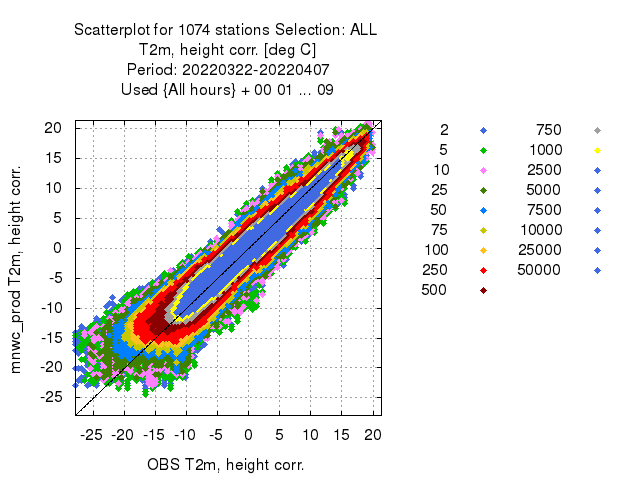 Scatterplot for 1074 stations Selection: ALL
T2m, height corr. [deg C]
Period: 20220322-20220407
Used {All hours} + 00 01 ... 09
mnwc_prod T2m, height corr.
20
15
10
5
0
-5
-10
-15
-20
-25
-25 -20 -15 -10 -5 0 5 10 15 20
OBS T2m, height corr.
2 750
5 1000
10 2500
25 5000
50 7500
75 10000
100 25000
250 50000
500